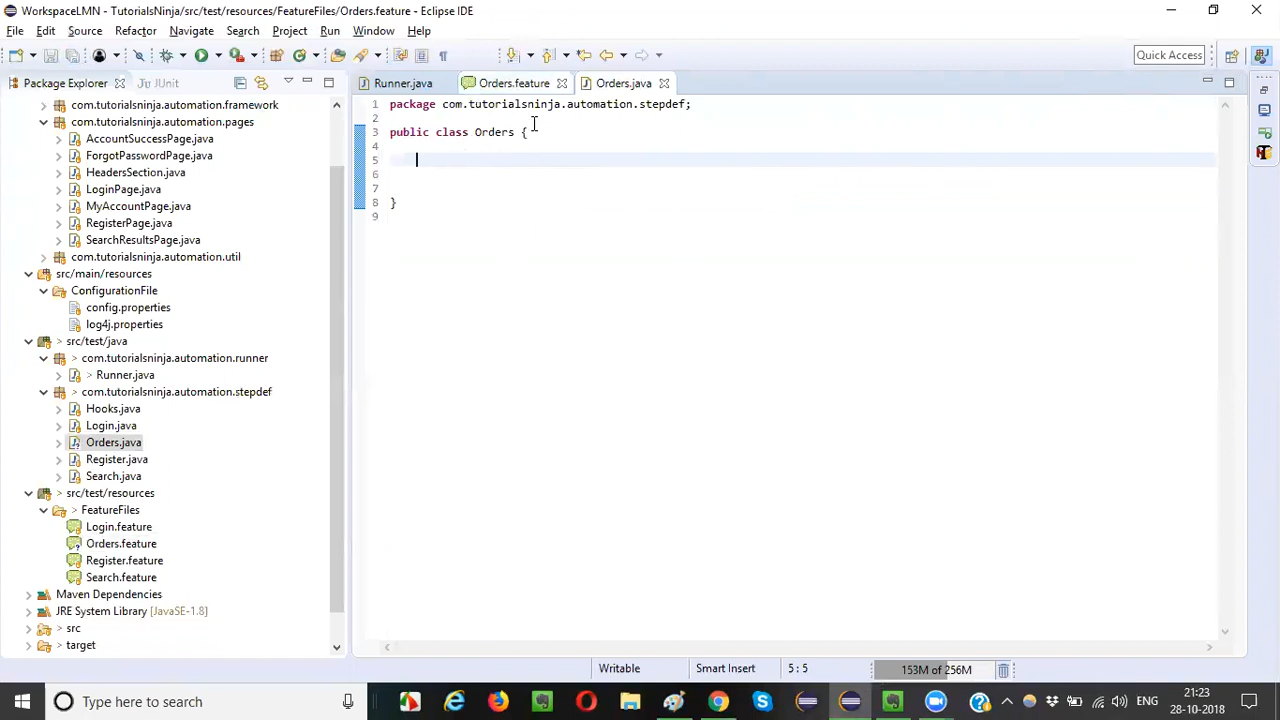 WorkspaceLMN - TutorialsNinja/src/test/resources/FeatureFiles/Orders.feature - Eclipse IDE
File Edit Source Refactor Navigate Search Project Run Window Help
Quick Access
Package Explorer JUnit
Runner.java Orders.feature Orders.java
com.tutorialsninja.automation.framework
com.tutorialsninja.automation.pages
AccountSuccessPage.java
ForgotPasswordPage.java
HeadersSection.java
LoginPage.java
MyAccountPage.java
RegisterPage.java
SearchResultsPage.java
com.tutorialsninja.automation.util
src/main/resources
ConfigurationFile
config.properties
log4j.properties
src/test/java
> com.tutorialsninja.automation.runner
> Runner.java
> com.tutorialsninja.automation.stepdef
Hooks.java
Login.java
Orders.java
Register.java
Search.java
> src/test/resources
> FeatureFiles
Login.feature
Orders.feature
Register.feature
Search.feature
Maven Dependencies
JRE System Library [JavaSE-1.8]
> src
target
1 package com.tutorialsninja.automation.stepdef;
2
3 public class Orders {
4
5
6
7
8 }
9
Writable Smart Insert 5 : 5 153M of 256M
Type here to search
ENG
21:23
28-10-2018